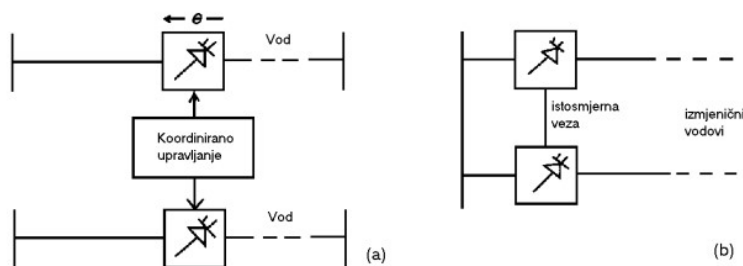 θ
Vod
Koordinirano
upravljanje
Vod
(a)
istosmjerna
veza
izmjenični
vodovi
(b)